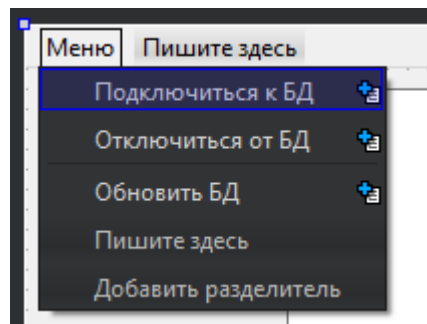 Меню Пишите здесь
Подключиться к БД
Отключиться от БД
Обновить БД
Пишите здесь
Добавить разделитель